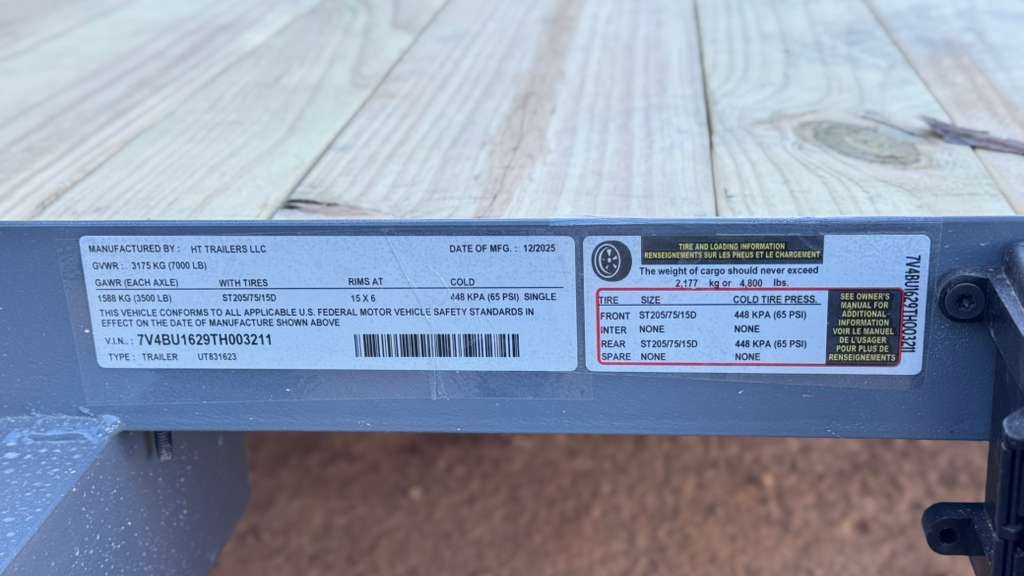 MANUFACTURED BY : HT TRAILERS LLC DATE OF MFG. : 12/2025
GVWR : 3175 KG (7000 LB)
GAWR (EACH AXLE) WITH TIRES RIMS AT COLD
1588 KG (3500 LB) ST205/75/15D 15 X 6 448 KPA (65 PSI) SINGLE
THIS VEHICLE CONFORMS TO ALL APPLICABLE U.S. FEDERAL MOTOR VEHICLE SAFETY STANDARDS IN
EFFECT ON THE DATE OF MANUFACTURE SHOWN ABOVE
V.I.N. : 7V4BU1629TH003211
TYPE : TRAILER UT831623
TIRE AND LOADING INFORMATION
RENSEIGNEMENTS SUR LES PNEUS ET LE CHARGEMENT
The weight of cargo should never exceed
2,177 kg or 4,800 lbs.
TIRE SIZE COLD TIRE PRESS.
FRONT ST205/75/15D 448 KPA (65 PSI)
INTER NONE NONE
REAR ST205/75/15D 448 KPA (65 PSI)
SPARE NONE NONE
SEE OWNER'S
MANUAL FOR
ADDITIONAL
INFORMATION
VOIR LE MANUEL
DE L'USAGER
POUR PLUS DE
RENSEIGNEMENTS
7V4BU1629TH003211